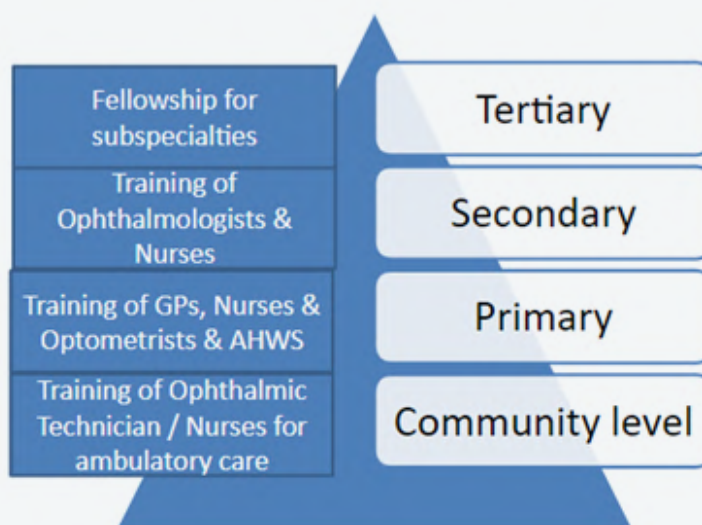 Fellowship for
subspecialties
Tertiary
Training of
Ophthalmologists &
Nurses
Secondary
Training of GPs, Nurses &
Optometrists & AHWS
Primary
Training of Ophthalmic
Technician / Nurses for
ambulatory care
Community level